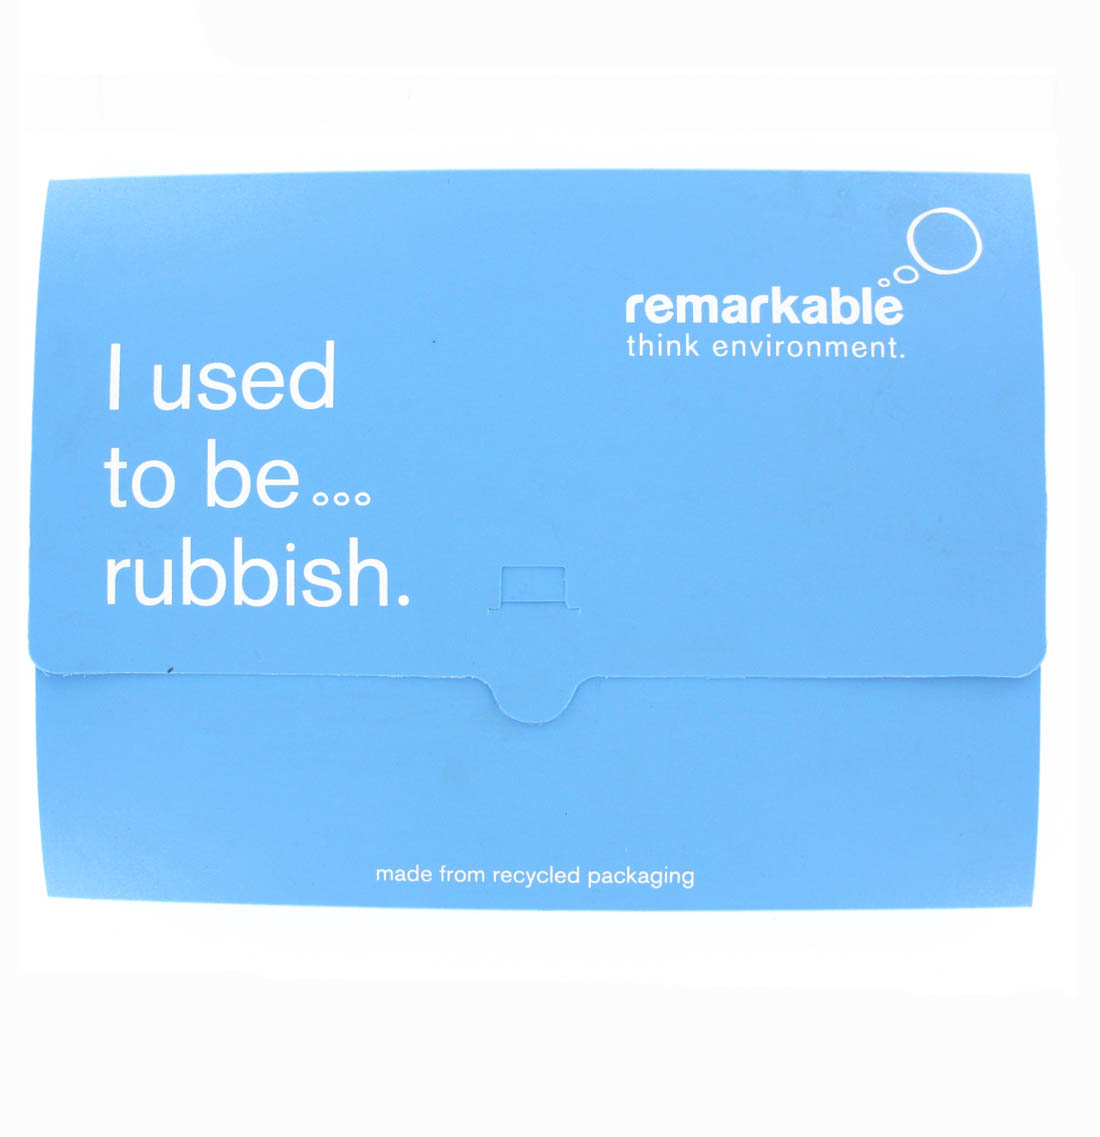 remarkable
think environment.
I used
to be...
rubbish.
made from recycled packaging